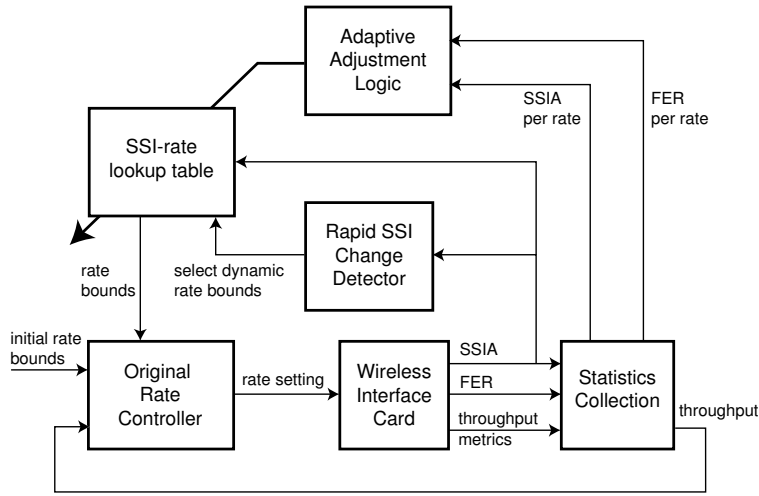 Adaptive
Adjustment
Logic
SSIA
per rate
FER
per rate
SSI-rate
lookup table
Rapid SSI
Change
Detector
rate
bounds
select dynamic
rate bounds
initial rate
bounds
Original
Rate
Controller
rate setting
Wireless
Interface
Card
SSIA
FER
throughput
metrics
Statistics
Collection
throughput